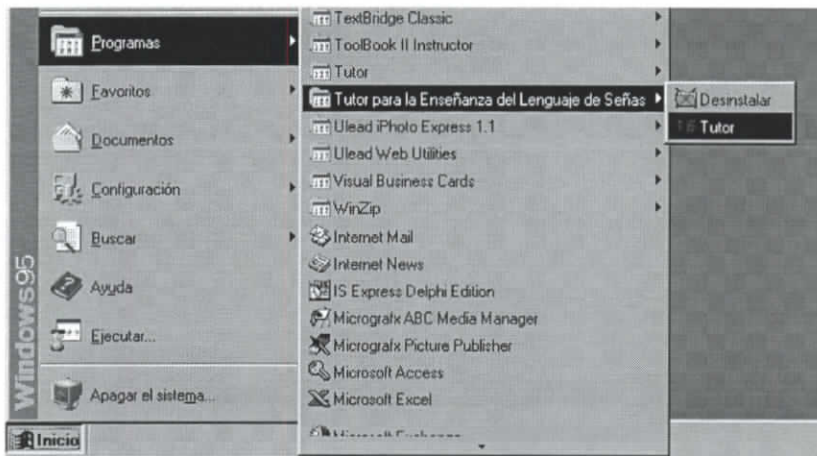 Programas
Favoritos
Documentos
Configuración
Buscar
Ayuda
Ejecutar...
Apagar el sistema...
Windows95
Inicio
TextBridge Classic
ToolBook II Instructor
Tutor
Tutor para la Enseñanza del Lenguaje de Señas
Ulead iPhoto Express 1.1
Ulead Web Utilities
Visual Business Cards
WinZip
Internet Mail
Internet News
IS Express Delphi Edition
Micrografx ABC Media Manager
Micrografx Picture Publisher
Microsoft Access
Microsoft Excel
Desinstalar
Tutor